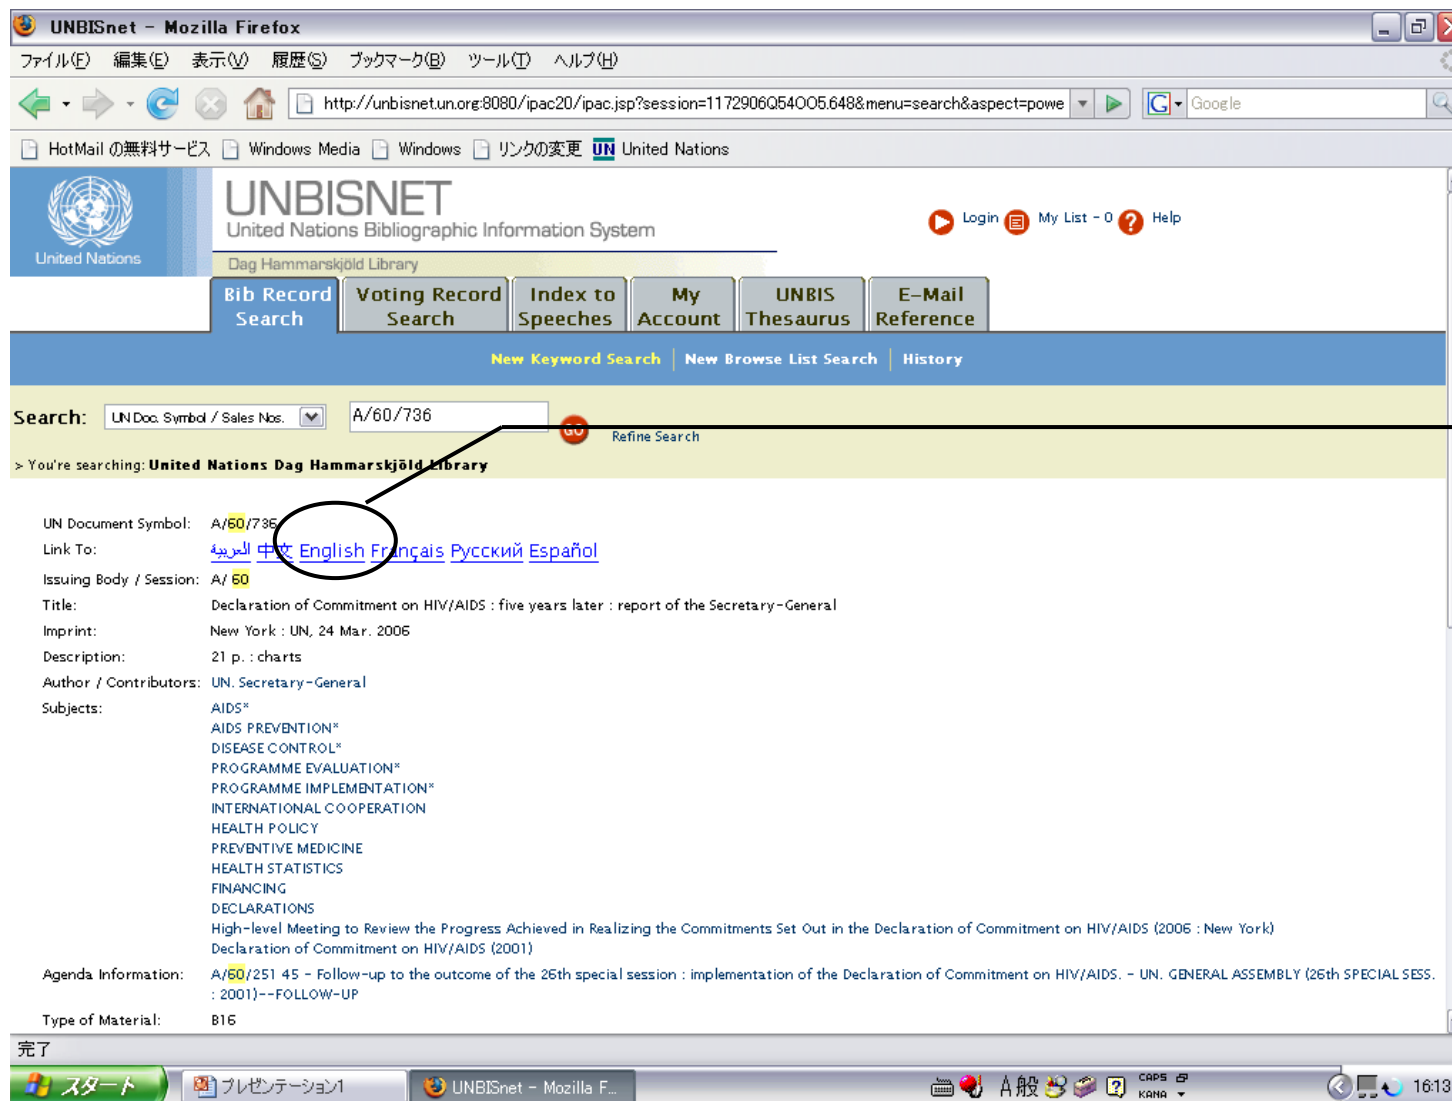 UNBISnet - Mozilla Firefox
ファイル(F) 編集(E) 表示(V) 履歴(S) ブックマーク(B) ツール(T) ヘルプ(H)
http://unbisnet.un.org:8080/ipac20/ipac.jsp?session=1172906Q54OO5.648&menu=search&aspect=powe
Google
HotMail の無料サービス Windows Media Windows リンクの変更 UN United Nations
UNBISNET
United Nations Bibliographic Information System
Login My List - 0 Help
United Nations
Dag Hammarskjöld Library
Bib Record Search Voting Record Search Index to Speeches My Account UNBIS Thesaurus E-Mail Reference
New Keyword Search New Browse List Search History
Search: UN Doc. Symbol / Sales Nos. A/60/736 GO Refine Search
> You're searching: United Nations Dag Hammarskjöld Library
UN Document Symbol: A/60/736
Link To: العربية 中文 English Français Русский Español
Issuing Body / Session: A/ 60
Title: Declaration of Commitment on HIV/AIDS : five years later : report of the Secretary-General
Imprint: New York : UN, 24 Mar. 2006
Description: 21 p. : charts
Author / Contributors: UN. Secretary-General
Subjects: AIDS*
AIDS PREVENTION*
DISEASE CONTROL*
PROGRAMME EVALUATION*
PROGRAMME IMPLEMENTATION*
INTERNATIONAL COOPERATION
HEALTH POLICY
PREVENTIVE MEDICINE
HEALTH STATISTICS
FINANCING
DECLARATIONS
High-level Meeting to Review the Progress Achieved in Realizing the Commitments Set Out in the Declaration of Commitment on HIV/AIDS (2006 : New York)
Declaration of Commitment on HIV/AIDS (2001)
Agenda Information: A/60/251 45 - Follow-up to the outcome of the 26th special session : implementation of the Declaration of Commitment on HIV/AIDS. - UN. GENERAL ASSEMBLY (26th SPECIAL SESS.
: 2001)--FOLLOW-UP
Type of Material: B16
完了
スタート プレゼンテーション1 UNBISnet - Mozilla F... A般 CAPS KANA 16:13